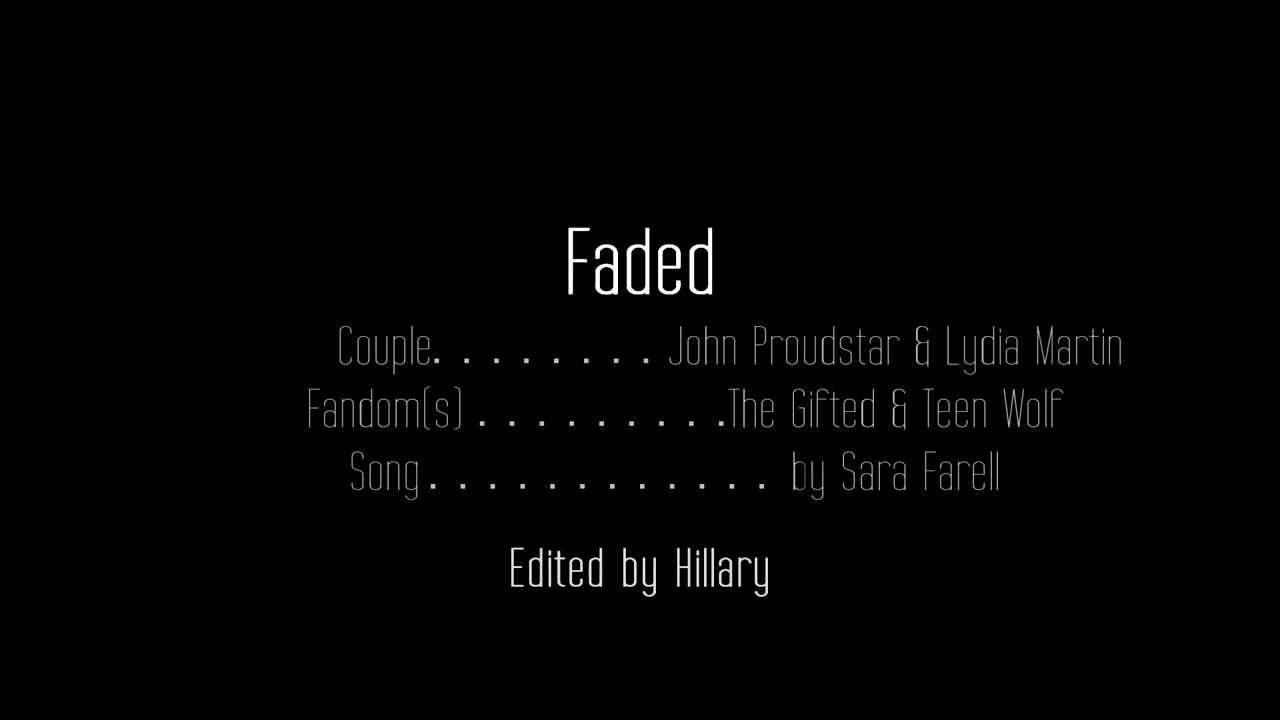 Faded
Couple. . . . . . . . John Proudstar & Lydia Martin
Fandom(s) . . . . . . . . .The Gifted & Teen Wolf
Song . . . . . . . . . . . . by Sara Farell
Edited by Hillary